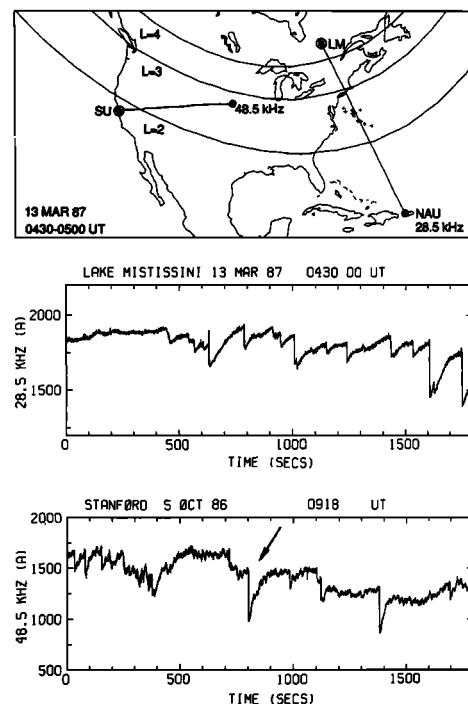 L=4
LM
L=3
48.5 kHz
SU
L=2
NAU
13 MAR 87
28.5 kHz
0430-0500 UT
LAKE MISTISSINI 13 MAR 87 0430 00 UT
28.5 KHZ (A)
2000
1500
0 500 1000 1500
TIME (SECS)
STANFØRD 5 ØCT 86 0918 UT
48.5 KHZ (A)
2000
1500
1000
500
0 500 1000 1500
TIME (SECS)